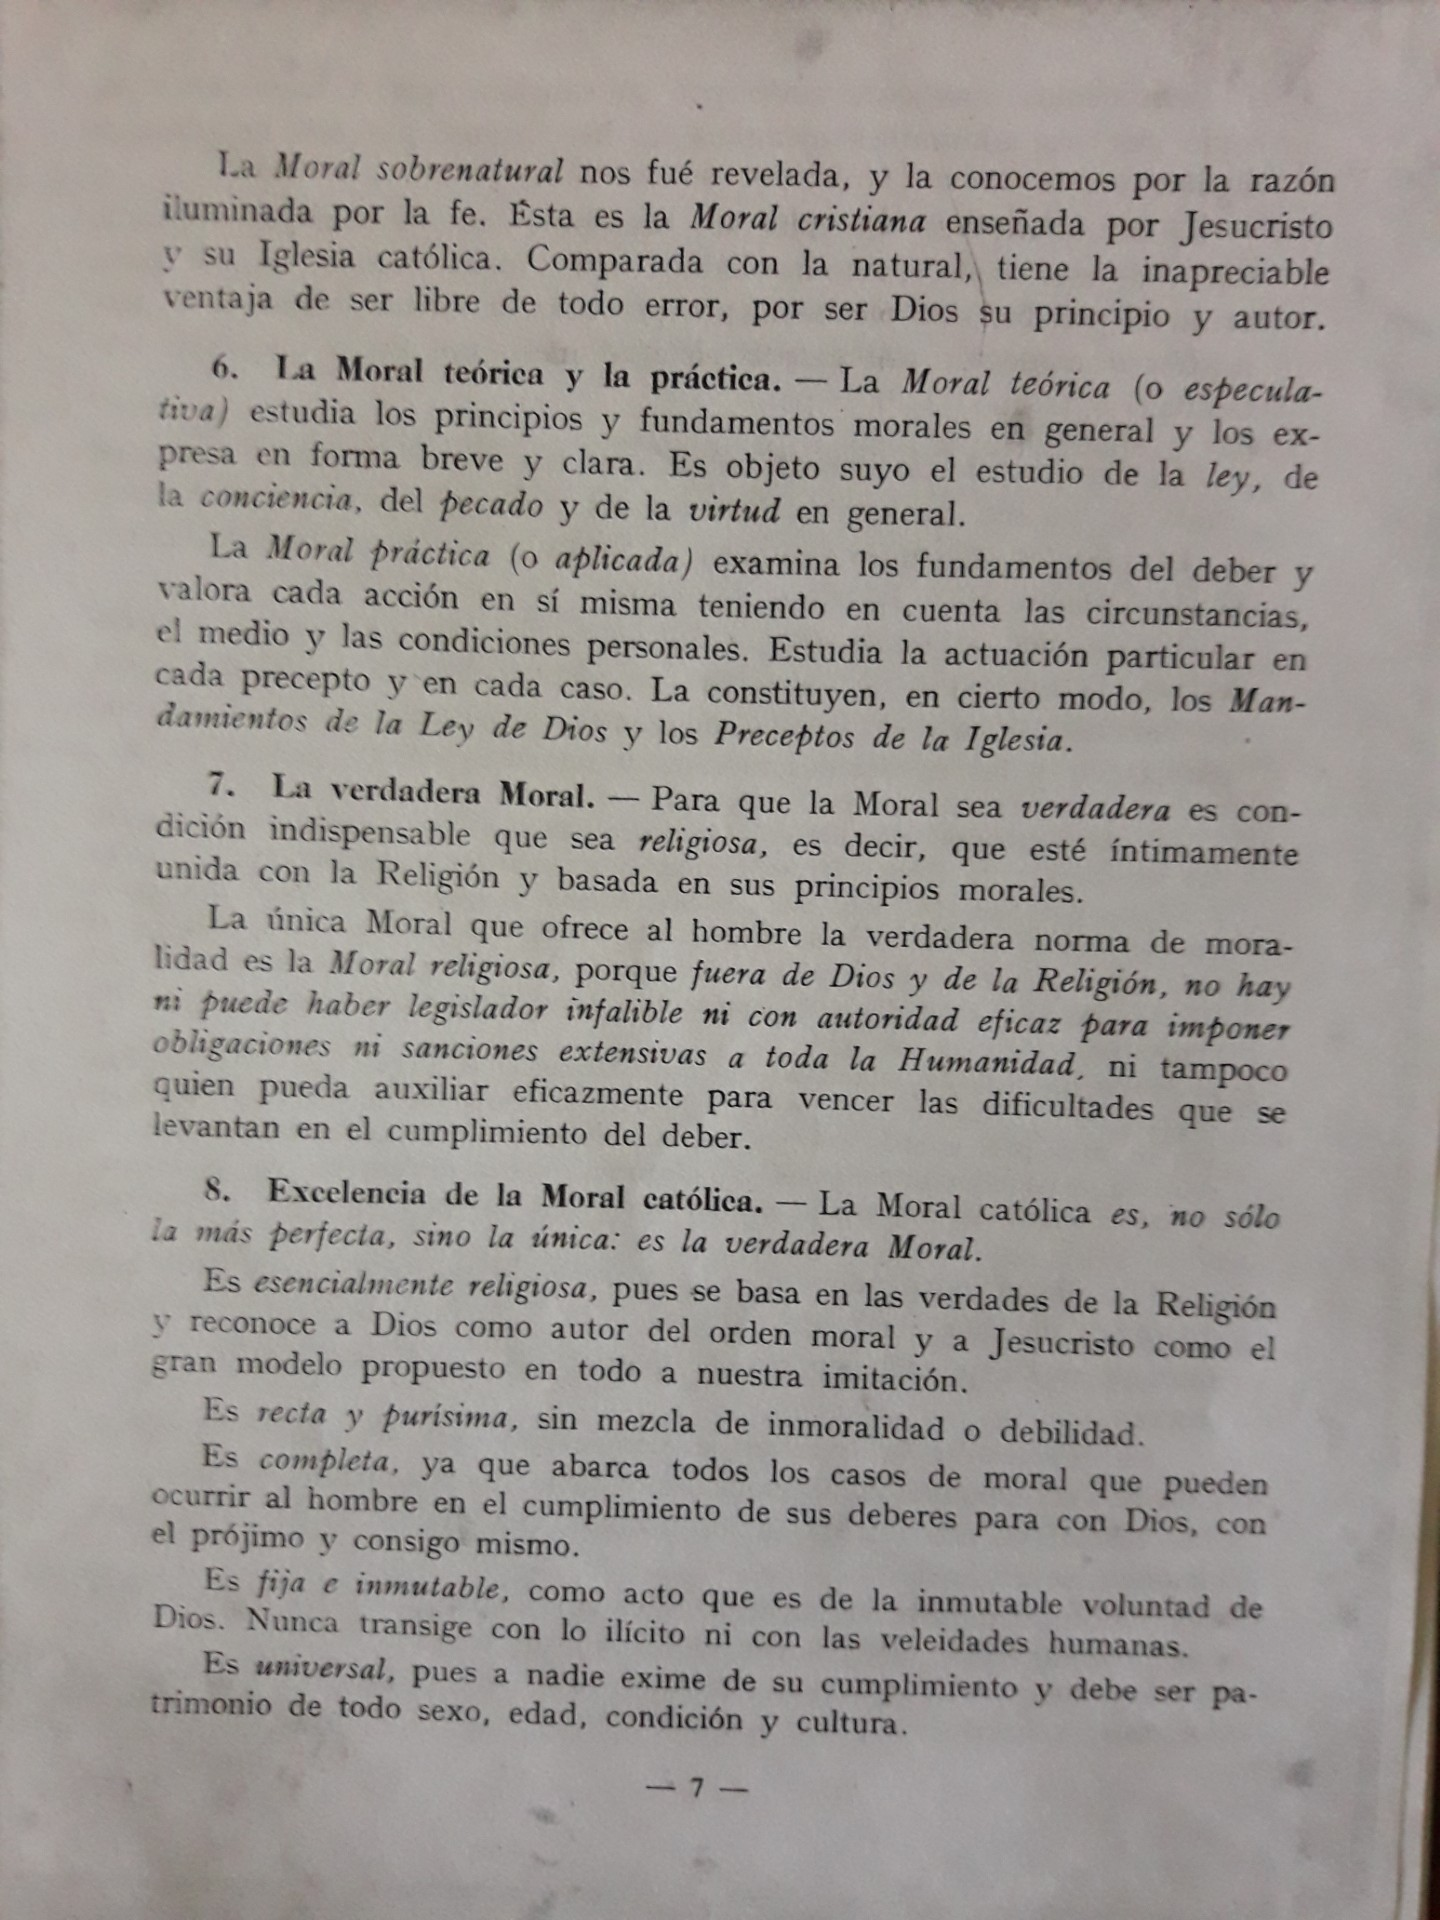 La Moral sobrenatural nos fué revelada, y la conocemos por la razón
iluminada por la fe. Ésta es la Moral cristiana enseñada por Jesucristo
y su Iglesia católica. Comparada con la natural, tiene la inapreciable
ventaja de ser libre de todo error, por ser Dios su principio y autor.
6. La Moral teórica y la práctica. — La Moral teórica (o especula-
tiva) estudia los principios y fundamentos morales en general y los ex-
presa en forma breve y clara. Es objeto suyo el estudio de la ley, de
la conciencia, del pecado y de la virtud en general.
La Moral práctica (o aplicada) examina los fundamentos del deber y
valora cada acción en sí misma teniendo en cuenta las circunstancias,
el medio y las condiciones personales. Estudia la actuación particular en
cada precepto y en cada caso. La constituyen, en cierto modo, los Man-
damientos de la Ley de Dios y los Preceptos de la Iglesia.
7. La verdadera Moral. — Para que la Moral sea verdadera es con-
dición indispensable que sea religiosa, es decir, que esté íntimamente
unida con la Religión y basada en sus principios morales.
La única Moral que ofrece al hombre la verdadera norma de mora-
lidad es la Moral religiosa, porque fuera de Dios y de la Religión, no hay
ni puede haber legislador infalible ni con autoridad eficaz para imponer
obligaciones ni sanciones extensivas a toda la Humanidad, ni tampoco
quien pueda auxiliar eficazmente para vencer las dificultades que se
levantan en el cumplimiento del deber.
8. Excelencia de la Moral católica. — La Moral católica es, no sólo
la más perfecta, sino la única: es la verdadera Moral.
Es esencialmente religiosa, pues se basa en las verdades de la Religión
y reconoce a Dios como autor del orden moral y a Jesucristo como el
gran modelo propuesto en todo a nuestra imitación.
Es recta y purísima, sin mezcla de inmoralidad o debilidad.
Es completa, ya que abarca todos los casos de moral que pueden
ocurrir al hombre en el cumplimiento de sus deberes para con Dios, con
el prójimo y consigo mismo.
Es fija e inmutable, como acto que es de la inmutable voluntad de
Dios. Nunca transige con lo ilícito ni con las veleidades humanas.
Es universal, pues a nadie exime de su cumplimiento y debe ser pa-
trimonio de todo sexo, edad, condición y cultura.
— 7 —